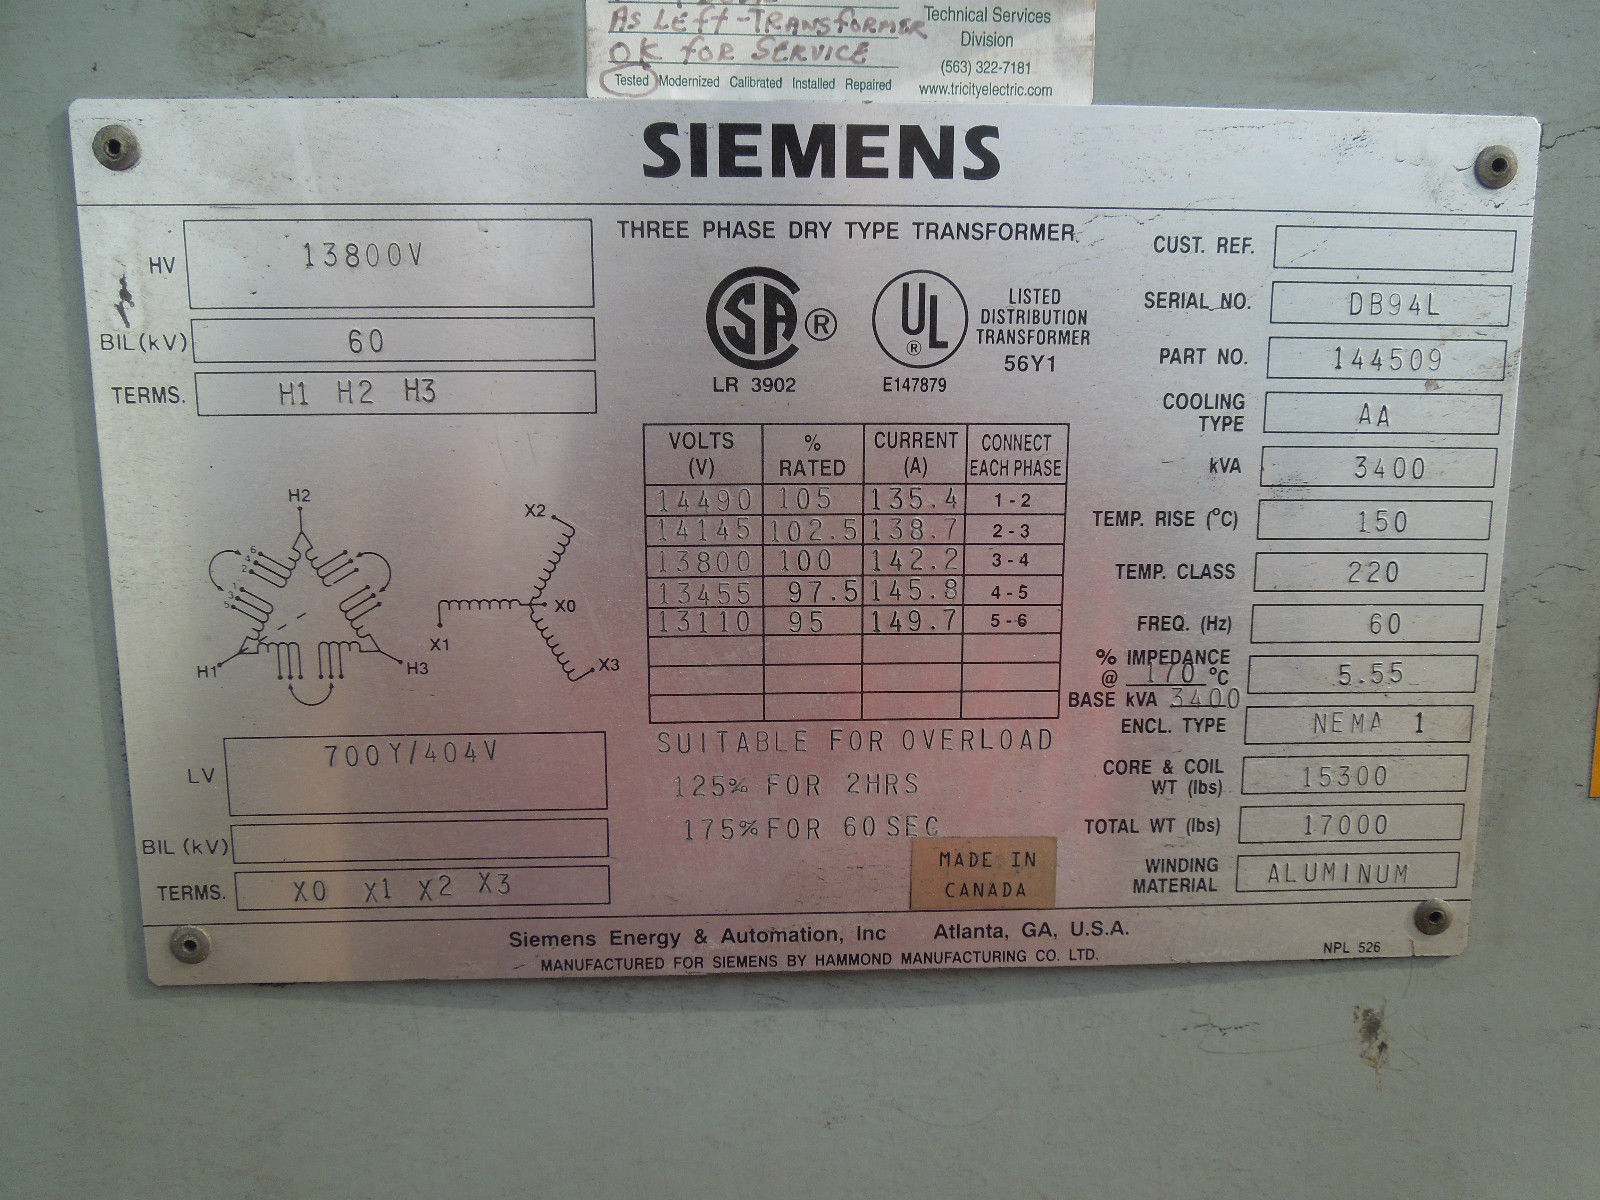 As Left - Transformer
OK for Service
Tested Modernized Calibrated Installed Repaired
Technical Services
Division
(563) 322-7181
www.tricityelectric.com
SIEMENS
THREE PHASE DRY TYPE TRANSFORMER
HV 13800V
BIL (kV) 60
TERMS. H1 H2 H3
LR 3902
UL ®
E147879
LISTED
DISTRIBUTION
TRANSFORMER
56Y1
CUST. REF.
SERIAL NO. DB94L
PART NO. 144509
COOLING
TYPE AA
kVA 3400
TEMP. RISE (°C) 150
TEMP. CLASS 220
FREQ. (Hz) 60
% IMPEDANCE
@ 170 °C 5.55
BASE kVA 3400
ENCL. TYPE NEMA 1
CORE & COIL
WT (lbs) 15300
TOTAL WT (lbs) 17000
WINDING
MATERIAL ALUMINUM
VOLTS (V) % RATED CURRENT (A) CONNECT EACH PHASE
14490 105 135.4 1-2
14145 102.5 138.7 2-3
13800 100 142.2 3-4
13455 97.5 145.8 4-5
13110 95 149.7 5-6
SUITABLE FOR OVERLOAD
125% FOR 2HRS
175% FOR 60 SEC
MADE IN
CANADA
H2
6
4
2
1
3
5
H1
H3
X2
X0
X1
X3
LV 700Y/404V
BIL (kV)
TERMS. X0 X1 X2 X3
Siemens Energy & Automation, Inc Atlanta, GA, U.S.A.
MANUFACTURED FOR SIEMENS BY HAMMOND MANUFACTURING CO. LTD.
NPL 526